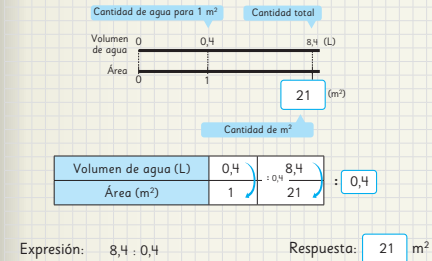 Cantidad de agua para 1 m² Cantidad total
Volumen de agua 0 0,4 8,4 (L)
Área 0 1 21 (m²)
Cantidad de m²
Volumen de agua (L) 0,4 : 0,4 8,4 : 0,4
Área (m²) 1 21
Expresión: 8,4 : 0,4 Respuesta: 21 m²